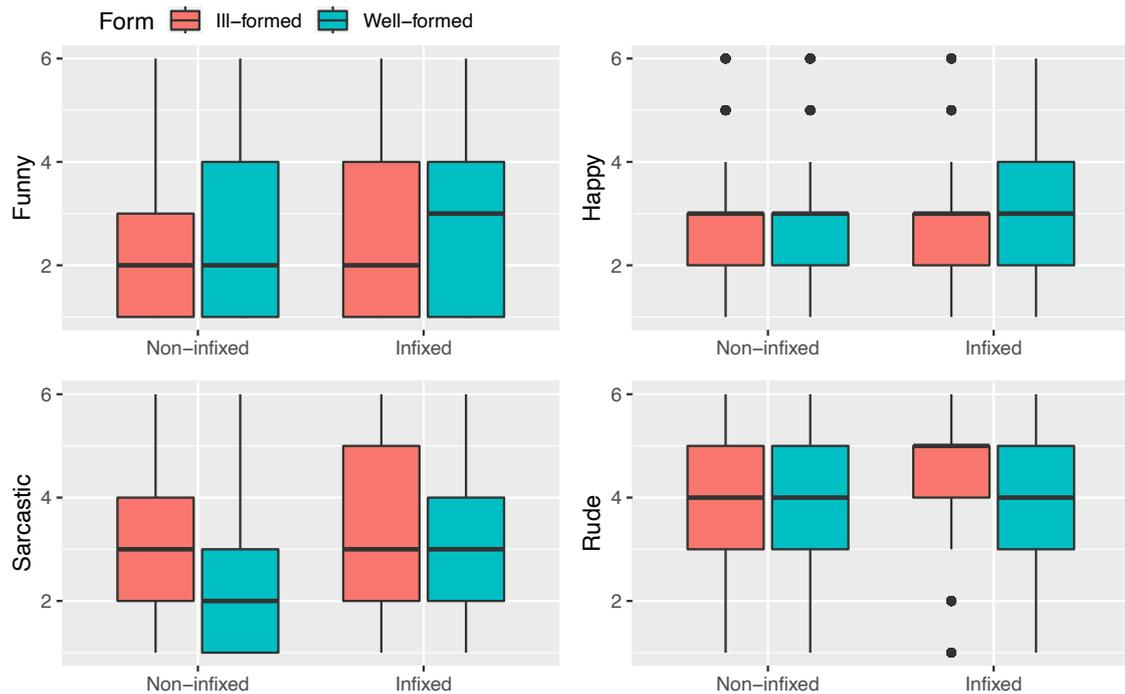 Form Ill−formed Well−formed
Funny
6
4
2
Non−infixed Infixed
Happy
6
4
2
Non−infixed Infixed
Sarcastic
6
4
2
Non−infixed Infixed
Rude
6
4
2
Non−infixed Infixed